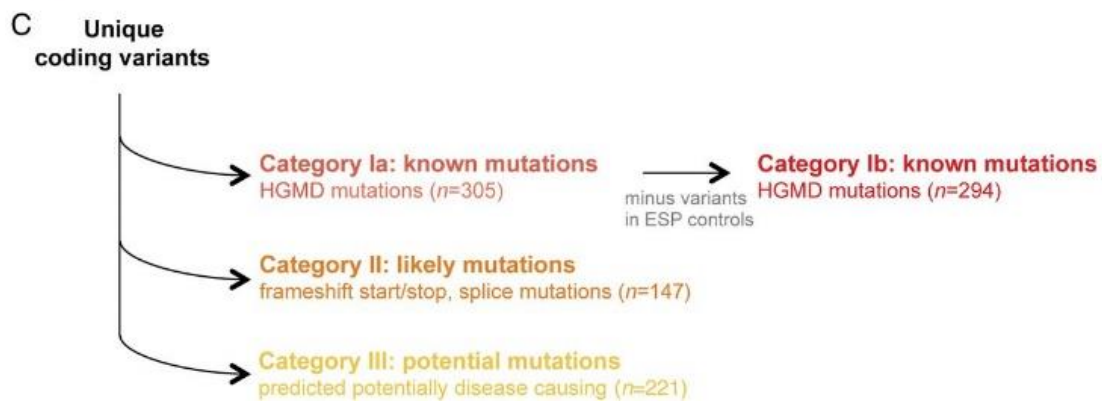 C
Unique
coding variants
Category Ia: known mutations
HGMD mutations (n=305)
minus variants
in ESP controls
Category Ib: known mutations
HGMD mutations (n=294)
Category II: likely mutations
frameshift start/stop, splice mutations (n=147)
Category III: potential mutations
predicted potentially disease causing (n=221)